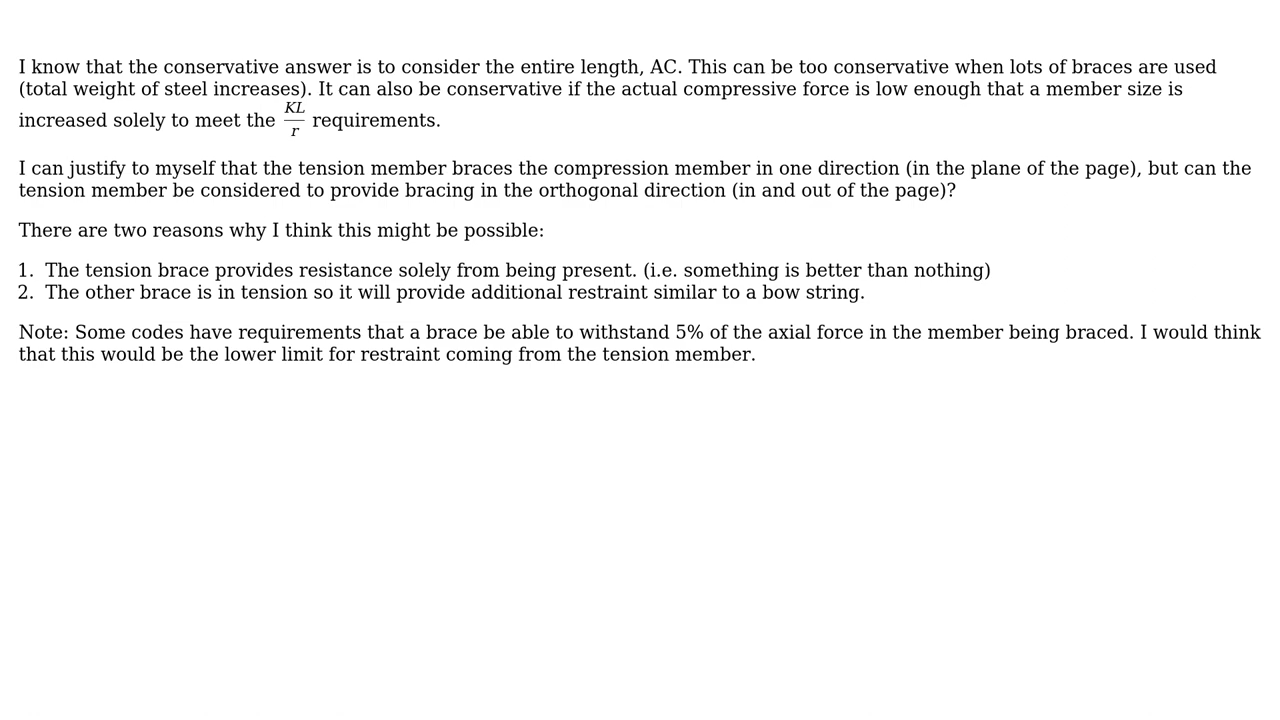 I know that the conservative answer is to consider the entire length, AC. This can be too conservative when lots of braces are used
(total weight of steel increases). It can also be conservative if the actual compressive force is low enough that a member size is
increased solely to meet the $\frac{KL}{r}$ requirements.
I can justify to myself that the tension member braces the compression member in one direction (in the plane of the page), but can the
tension member be considered to provide bracing in the orthogonal direction (in and out of the page)?
There are two reasons why I think this might be possible:
1. The tension brace provides resistance solely from being present. (i.e. something is better than nothing)
2. The other brace is in tension so it will provide additional restraint similar to a bow string.
Note: Some codes have requirements that a brace be able to withstand 5% of the axial force in the member being braced. I would think
that this would be the lower limit for restraint coming from the tension member.